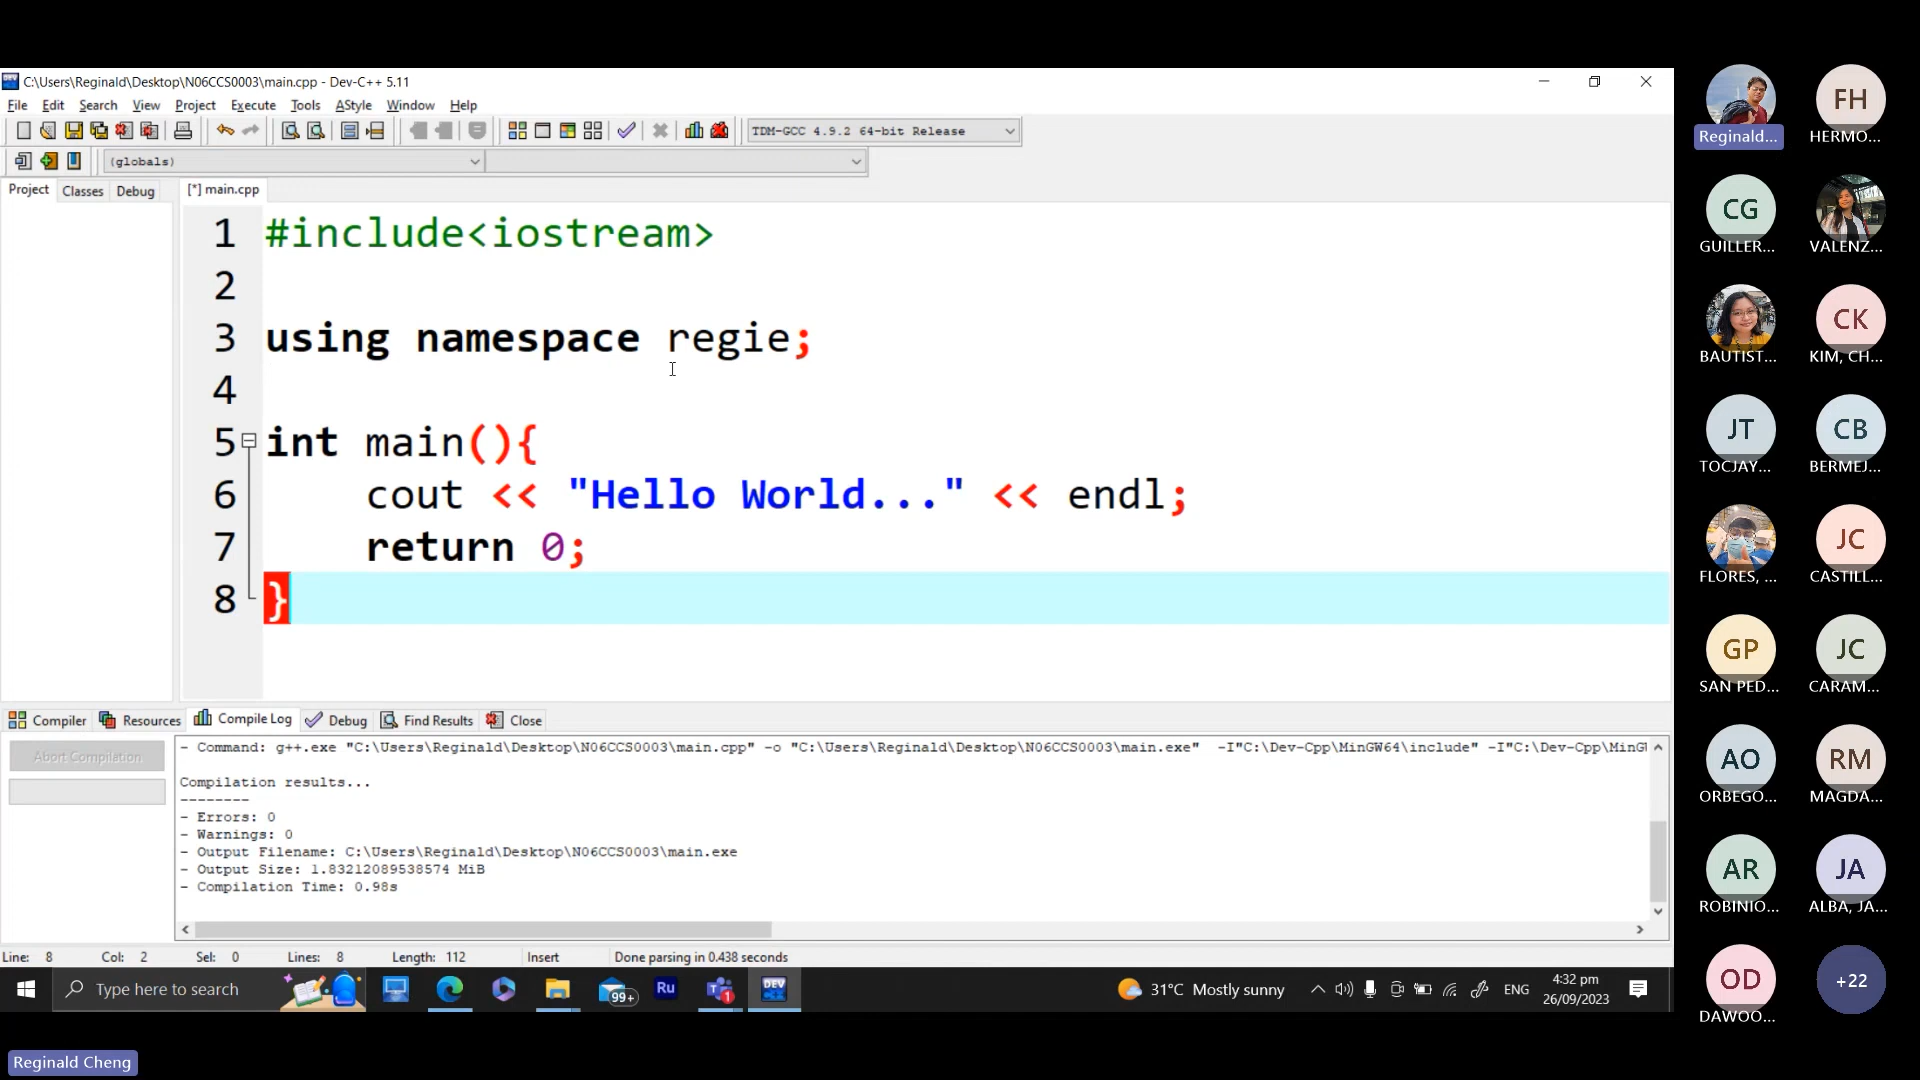 C:\Users\Reginald\Desktop\N06CCS0003\main.cpp - Dev-C++ 5.11
File Edit Search View Project Execute Tools AStyle Window Help
TDM-GCC 4.9.2 64-bit Release
(globals)
Project Classes Debug [*] main.cpp
1 #include<iostream>
2
3 using namespace regie;
4
5 int main(){
6 cout << "Hello World..." << endl;
7 return 0;
8 }
Compiler Resources Compile Log Debug Find Results Close
Abort Compilation
- Command: g++.exe "C:\Users\Reginald\Desktop\N06CCS0003\main.cpp" -o "C:\Users\Reginald\Desktop\N06CCS0003\main.exe" -I"C:\Dev-Cpp\MinGW64\include" -I"C:\Dev-Cpp\MinG
Compilation results...
--------
- Errors: 0
- Warnings: 0
- Output Filename: C:\Users\Reginald\Desktop\N06CCS0003\main.exe
- Output Size: 1.83212089538574 MiB
- Compilation Time: 0.98s
Line: 8 Col: 2 Sel: 0 Lines: 8 Length: 112 Insert Done parsing in 0.438 seconds
Type here to search
99+
Ru
1
DEV
31°C Mostly sunny
ENG
4:32 pm
26/09/2023
Reginald Cheng
Reginald...
FH
HERMO...
CG
GUILLER...
VALENZ...
BAUTIST...
CK
KIM, CH...
JT
TOCJAY...
CB
BERMEJ...
FLORES, ...
JC
CASTILL...
GP
SAN PED...
JC
CARAM...
AO
ORBEGO...
RM
MAGDA...
AR
ROBINIO...
JA
ALBA, JA...
OD
DAWOO...
+22